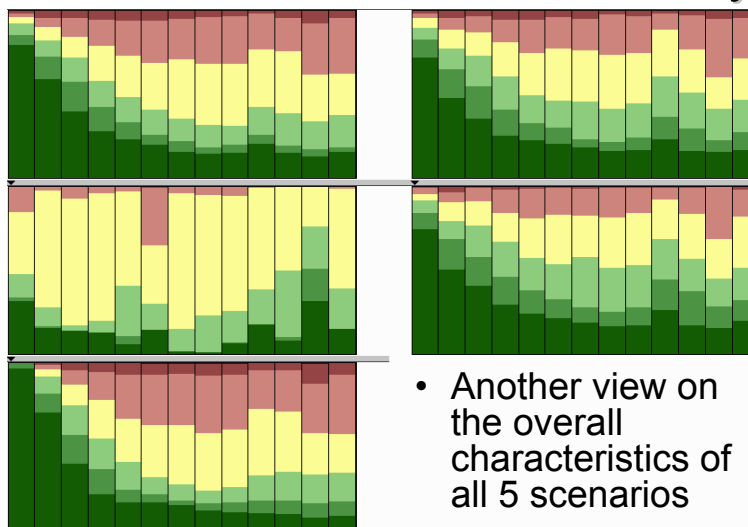 • Another view on
the overall
characteristics of
all 5 scenarios